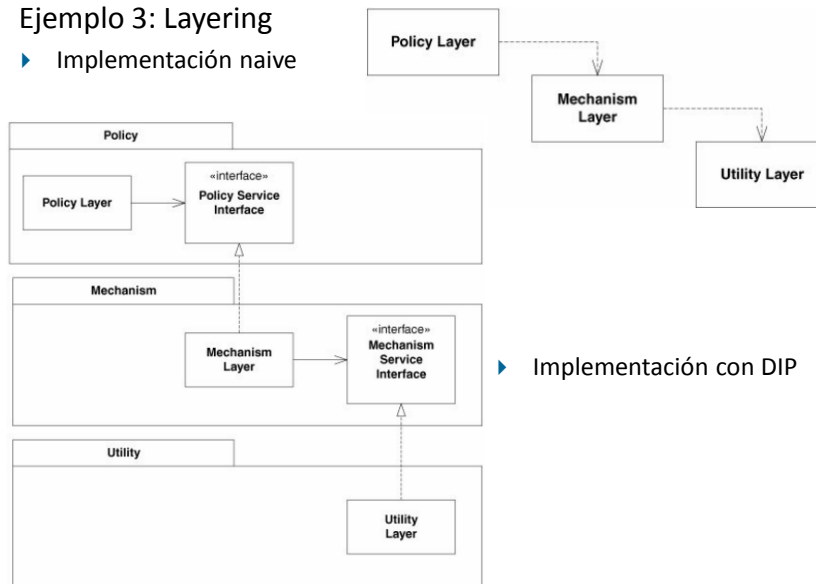 Ejemplo 3: Layering
Implementación naive
Policy Layer
Mechanism
Layer
Utility Layer
Policy
Policy Layer
«interface»
Policy Service
Interface
Mechanism
Mechanism
Layer
«interface»
Mechanism
Service
Interface
Implementación con DIP
Utility
Utility
Layer